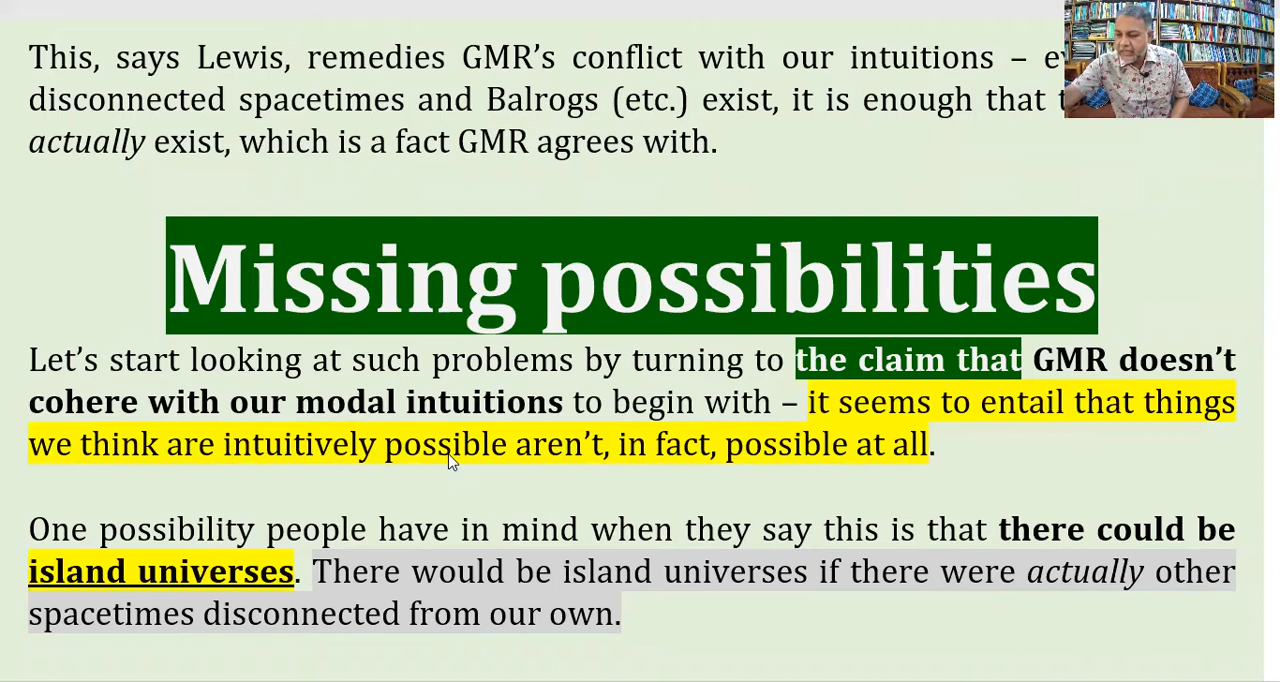 This, says Lewis, remedies GMR’s conflict with our intuitions –
disconnected spacetimes and Balrogs (etc.) exist, it is enough that
actually exist, which is a fact GMR agrees with.
Missing possibilities
Let’s start looking at such problems by turning to the claim that GMR doesn’t
cohere with our modal intuitions to begin with – it seems to entail that things
we think are intuitively possible aren’t, in fact, possible at all.
One possibility people have in mind when they say this is that there could be
island universes. There would be island universes if there were actually other
spacetimes disconnected from our own.